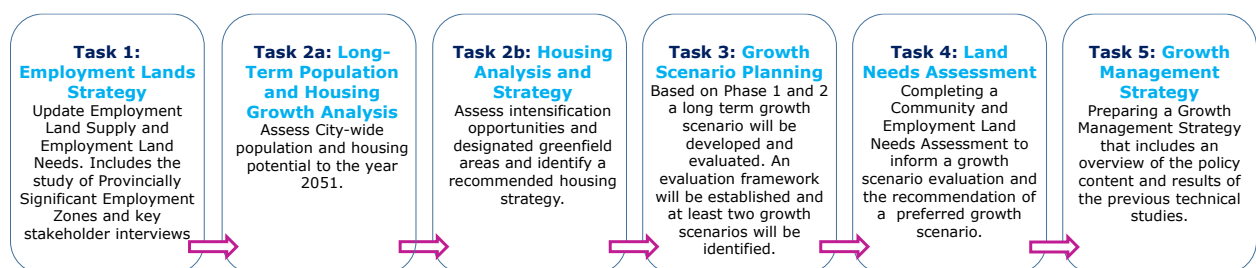 Task 1:
Employment Lands
Strategy
Update Employment
Land Supply and
Employment Land
Needs. Includes the
study of Provincially
Significant Employment
Zones and key
stakeholder interviews
Task 2a: Long-
Term Population
and Housing
Growth Analysis
Assess City-wide
population and housing
potential to the year
2051.
Task 2b: Housing
Analysis and
Strategy
Assess intensification
opportunities and
designated greenfield
areas and identify a
recommended housing
strategy.
Task 3: Growth
Scenario Planning
Based on Phase 1 and 2
a long term growth
scenario will be
developed and
evaluated. An
evaluation framework
will be established and
at least two growth
scenarios will be
identified.
Task 4: Land
Needs Assessment
Completing a
Community and
Employment Land
Needs Assessment to
inform a growth
scenario evaluation and
the recommendation of
a preferred growth
scenario.
Task 5: Growth
Management
Strategy
Preparing a Growth
Management Strategy
that includes an
overview of the policy
content and results of
the previous technical
studies.